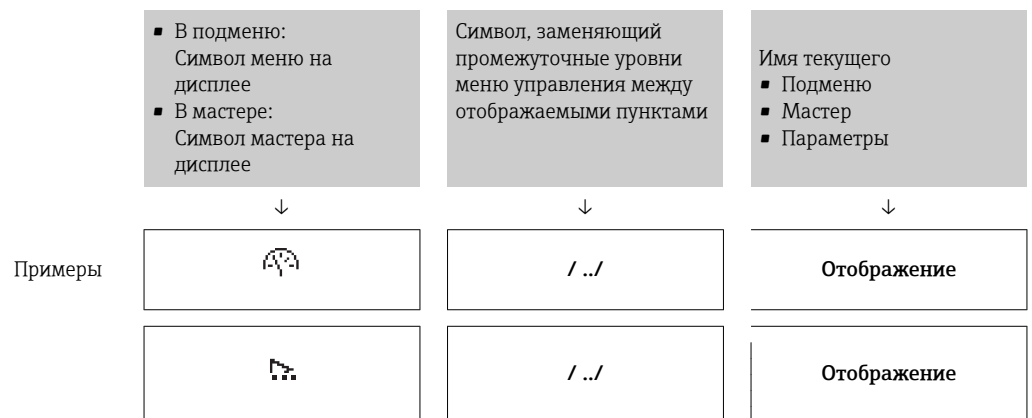 ▪ В подменю:
Символ меню на
дисплее
▪ В мастере:
Символ мастера на
дисплее
Символ, заменяющий
промежуточные уровни
меню управления между
отображаемыми пунктами
Имя текущего
▪ Подменю
▪ Мастер
▪ Параметры
↓ ↓ ↓
Примеры / ../ Отображение
/ ../ Отображение